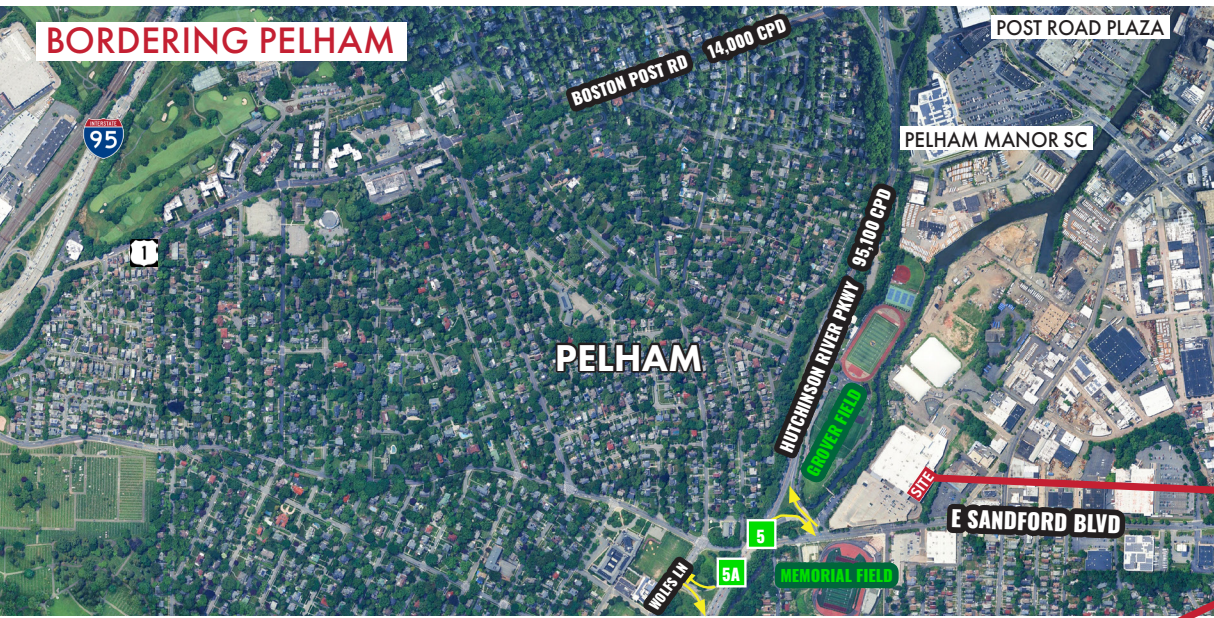 BORDERING PELHAM
BOSTON POST RD 14,000 CPD
POST ROAD PLAZA
INTERSTATE
95
PELHAM MANOR SC
1
HUTCHINSON RIVER PKWY 95,100 CPD
PELHAM
GROVER FIELD
SITE
E SANDFORD BLVD
5
5A
MEMORIAL FIELD
WOLFS LN